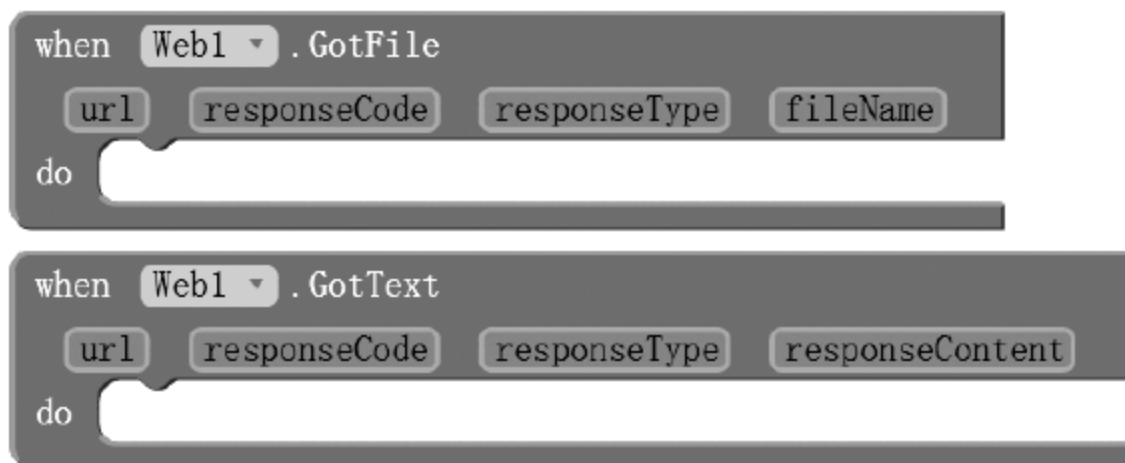 when Web1 .GotFile
url responseCode responseType fileName
do
when Web1 .GotText
url responseCode responseType responseContent
do